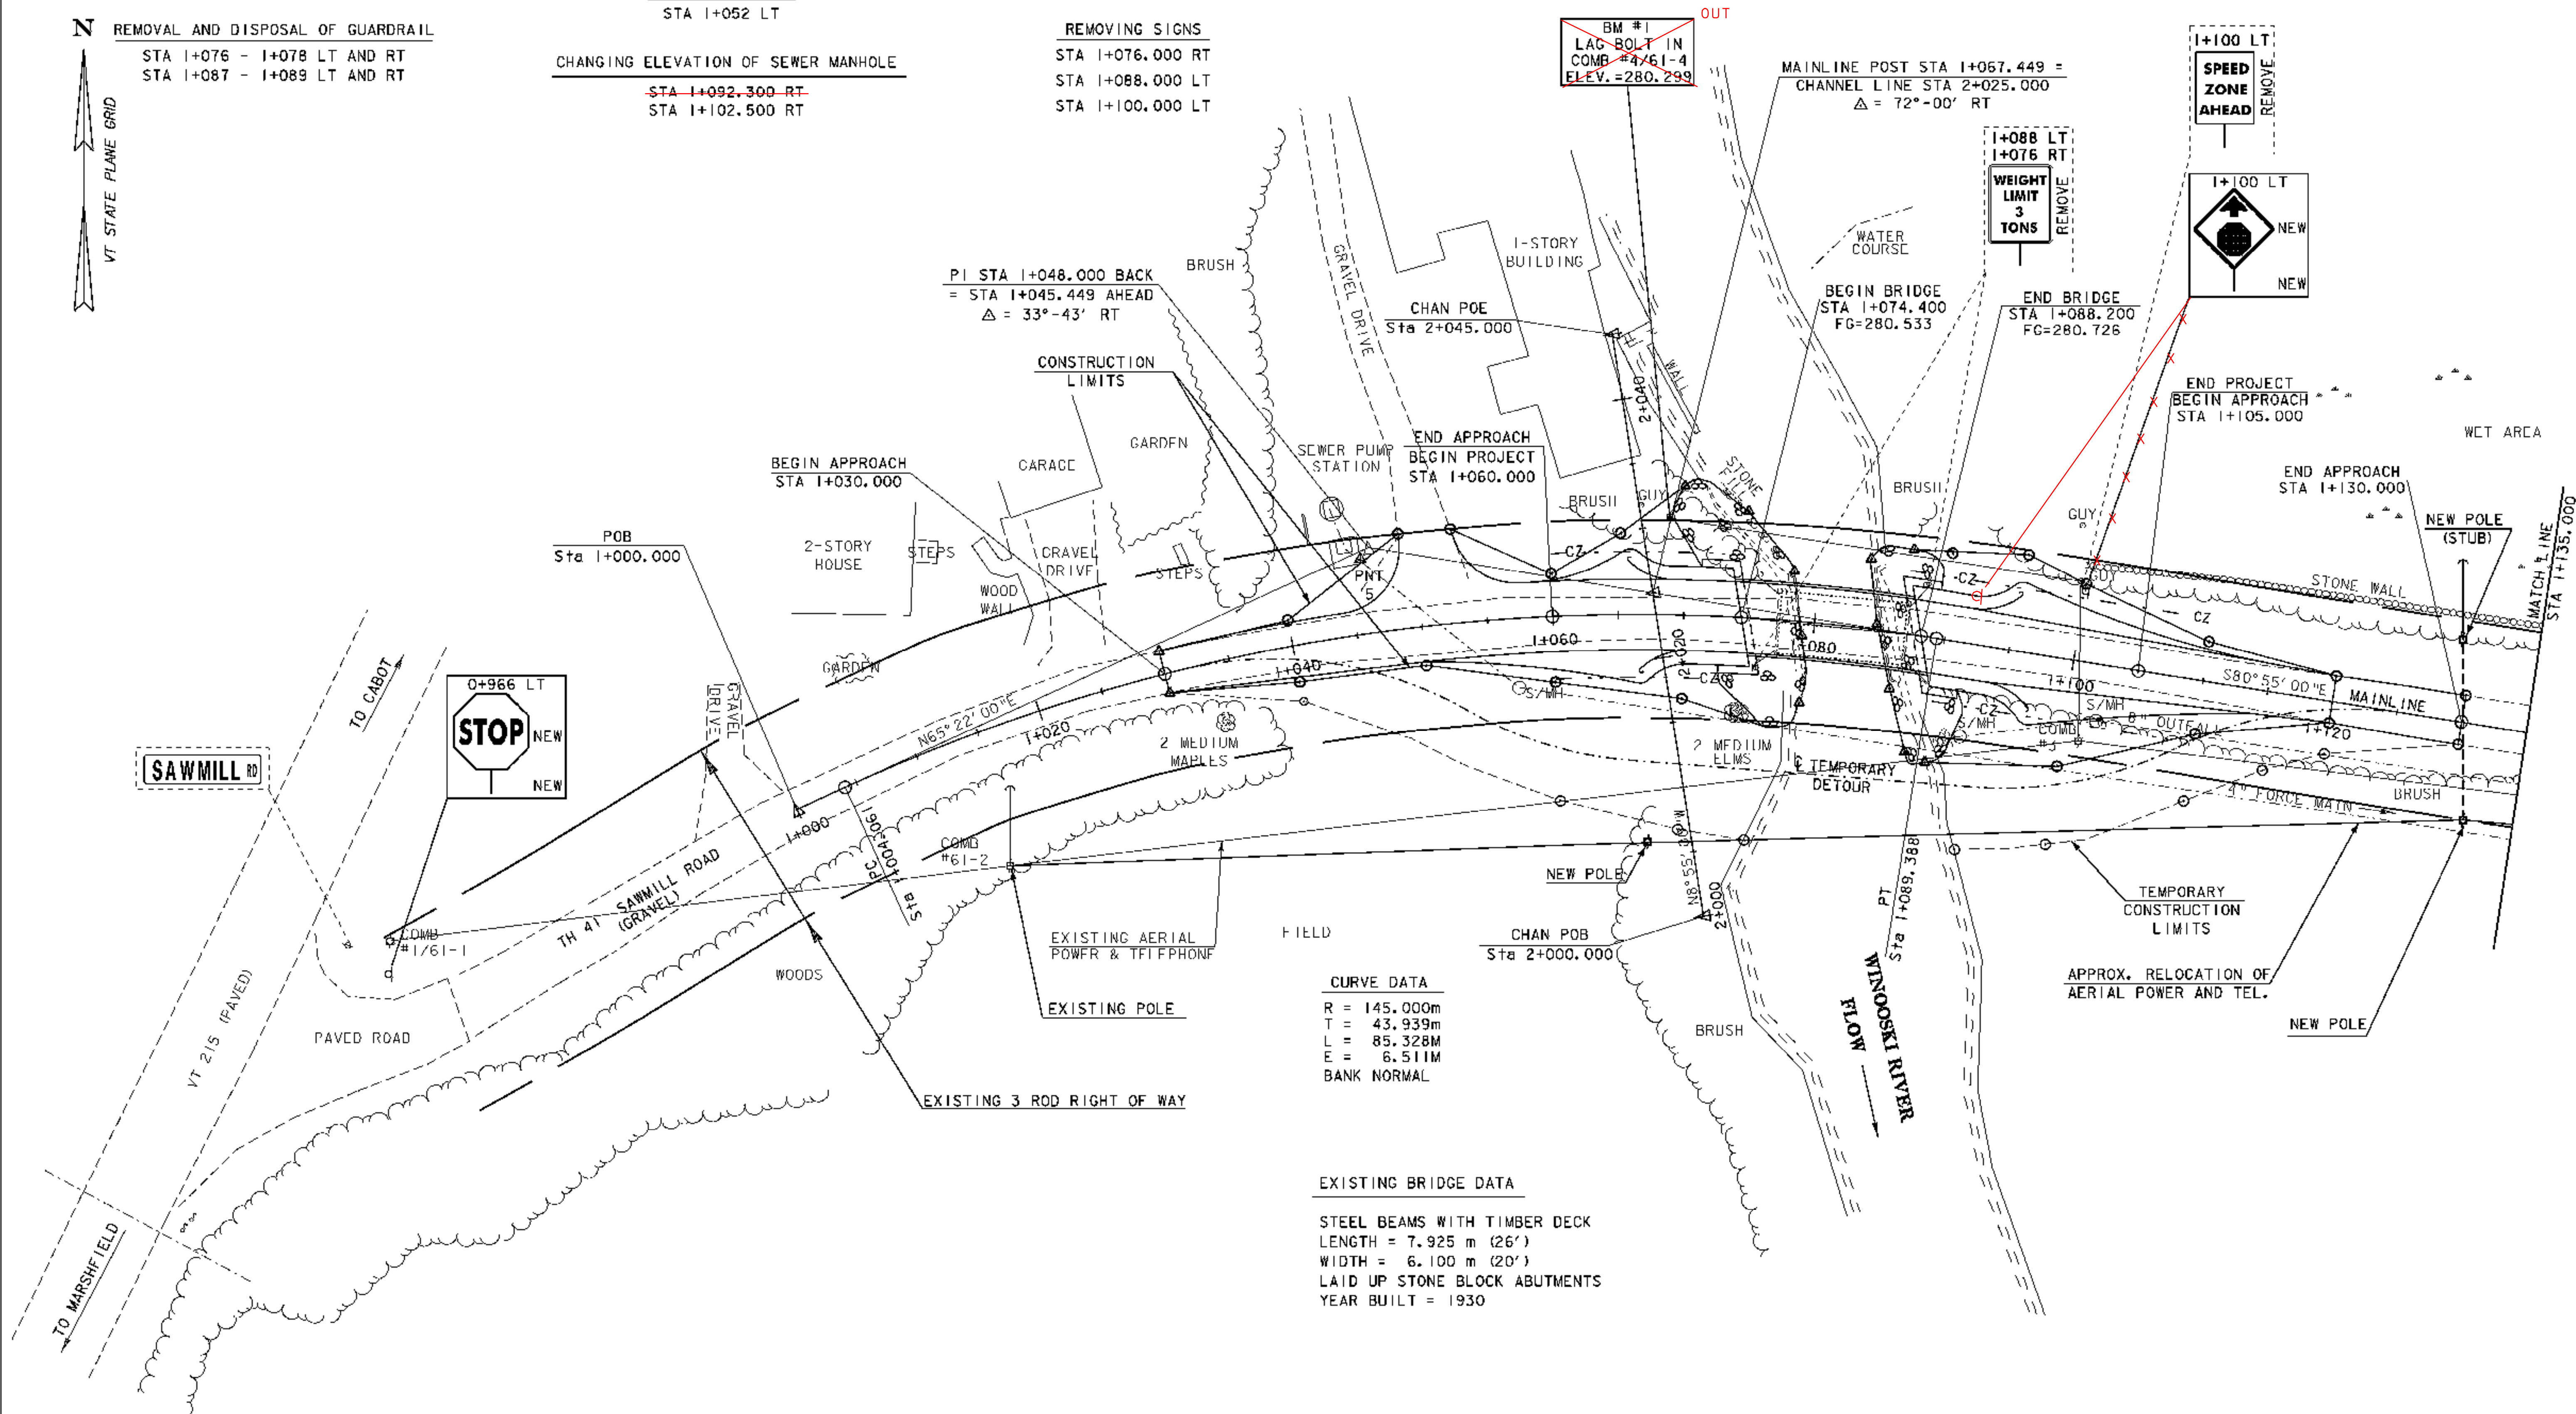 STA 1+052 LT
N
VT STATE PLANE GRID
REMOVAL AND DISPOSAL OF GUARDRAIL
STA 1+076 - 1+078 LT AND RT
STA 1+087 - 1+089 LT AND RT
CHANGING ELEVATION OF SEWER MANHOLE
STA 1+092.300 RT
STA 1+102.500 RT
REMOVING SIGNS
STA 1+076.000 RT
STA 1+088.000 LT
STA 1+100.000 LT
BM #1
LAG BOLT IN
COMB #4/61-4
ELEV.=280.299
OUT
MAINLINE POST STA 1+067.449 =
CHANNEL LINE STA 2+025.000
△ = 72°-00' RT
1+100 LT
SPEED
ZONE
AHEAD
REMOVE
1+088 LT
1+076 RT
WEIGHT
LIMIT
3
TONS
REMOVE
1+100 LT
NEW
NEW
PI STA 1+048.000 BACK
= STA 1+045.449 AHEAD
△ = 33°-43' RT
BRUSH
GRAVEL DRIVE
1-STORY
BUILDING
WATER
COURSE
CHAN POE
Sta 2+045.000
BEGIN BRIDGE
STA 1+074.400
FG=280.533
END BRIDGE
STA 1+088.200
FG=280.726
CONSTRUCTION
LIMITS
WALL
2+040
END PROJECT
BEGIN APPROACH
STA 1+105.000
WET AREA
BEGIN APPROACH
STA 1+030.000
GARAGE
GARDEN
SEWER PUMP
STATION
END APPROACH
BEGIN PROJECT
STA 1+060.000
STONE
FILL
BRUSH
GUY
BRUSH
GUY
END APPROACH
STA 1+130.000
NEW POLE
(STUB)
MATCH LINE
STA 1+135.000
POB
Sta 1+000.000
2-STORY
HOUSE
STEPS
GRAVEL
DRIVE
STEPS
WOOD
WALL
PNT
5
CZ
CZ
GUY
STONE WALL
CZ
GARDEN
1+040
1+060
2+020
1+080
1+100
S80°55'00"E
MAINLINE
TO CABOT
0+966 LT
STOP
NEW
NEW
GRAVEL
DRIVE
N65°22'00"E
1+020
S/MH
CZ
CZ
S/MH
S/MH
8" OUTFALL
1+120
COMB
#3
SAWMILL RD
2 MEDIUM
MAPLES
2 MEDIUM
ELMS
℄ TEMPORARY
DETOUR
4" FORCE MAIN
BRUSH
1+000
PC
Sta 1+004.061
COMB
#61-2
NEW POLE
N8°55'00"W
2+000
PT
Sta 1+089.388
TH 41 SAWMILL ROAD
(GRAVEL)
TEMPORARY
CONSTRUCTION
LIMITS
COMB
#1/61-1
EXISTING AERIAL
POWER & TELEPHONE
FIELD
CHAN POB
Sta 2+000.000
WOODS
VT 215 (PAVED)
PAVED ROAD
EXISTING POLE
CURVE DATA
R = 145.000m
T = 43.939m
L = 85.328M
E = 6.511M
BANK NORMAL
BRUSH
WINOOSKI RIVER
FLOW
APPROX. RELOCATION OF
AERIAL POWER AND TEL.
NEW POLE
EXISTING 3 ROD RIGHT OF WAY
TO MARSHFIELD
EXISTING BRIDGE DATA
STEEL BEAMS WITH TIMBER DECK
LENGTH = 7.925 m (26')
WIDTH = 6.100 m (20')
LAID UP STONE BLOCK ABUTMENTS
YEAR BUILT = 1930